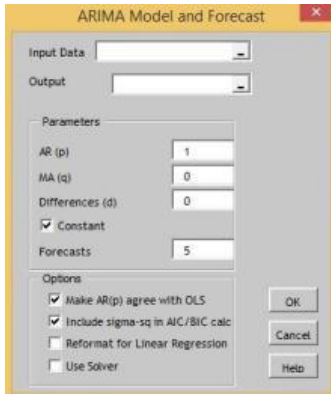 ARIMA Model and Forecast
Input Data
Output
Parameters
AR (p) 1
MA (q) 0
Differences (d) 0
Constant
Forecasts 5
Options
Make AR(p) agree with OLS
Include sigma-sq in AIC/BIC calc
Reformat for Linear Regression
Use Solver
OK
Cancel
Help